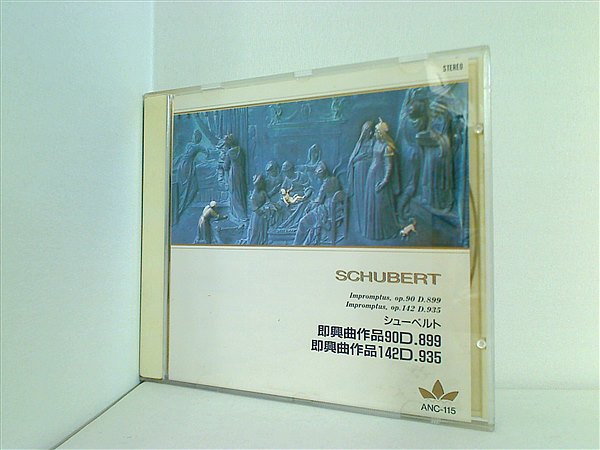 STEREO
SCHUBERT
Impromptus, op.90 D.899
Impromptus, op.142 D.935
シューベルト
即興曲作品90D.899
即興曲作品142D.935
ANC-115